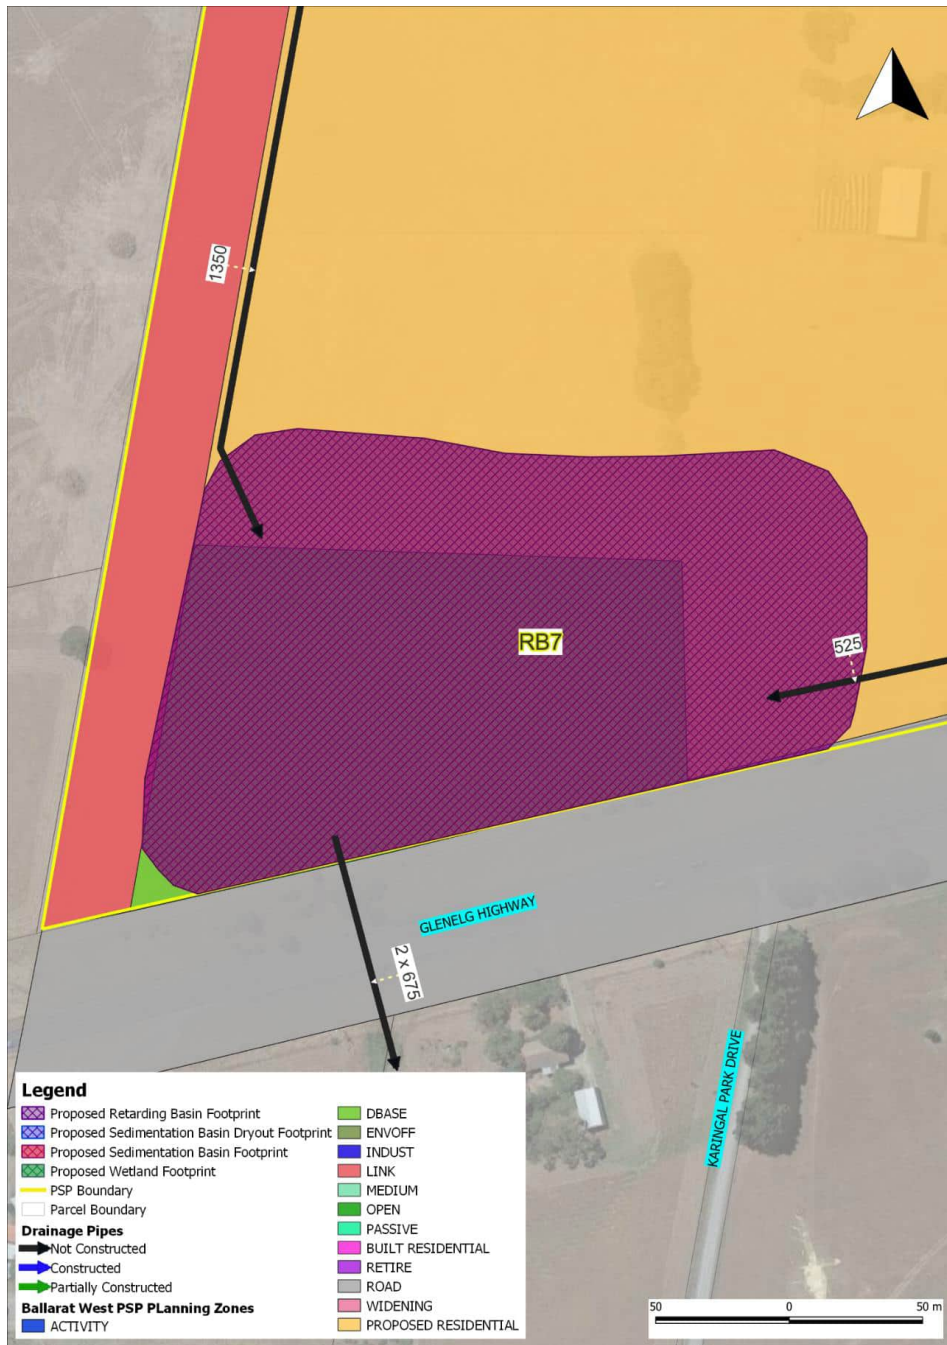 1350
RB7
525
GLENELG HIGHWAY
2 x 675
KARINGAL PARK DRIVE
Legend
Proposed Retarding Basin Footprint
Proposed Sedimentation Basin Dryout Footprint
Proposed Sedimentation Basin Footprint
Proposed Wetland Footprint
PSP Boundary
Parcel Boundary
Drainage Pipes
Not Constructed
Constructed
Partially Constructed
Ballarat West PSP PLanning Zones
ACTIVITY
DBASE
ENVOFF
INDUST
LINK
MEDIUM
OPEN
PASSIVE
BUILT RESIDENTIAL
RETIRE
ROAD
WIDENING
PROPOSED RESIDENTIAL
50 0 50 m